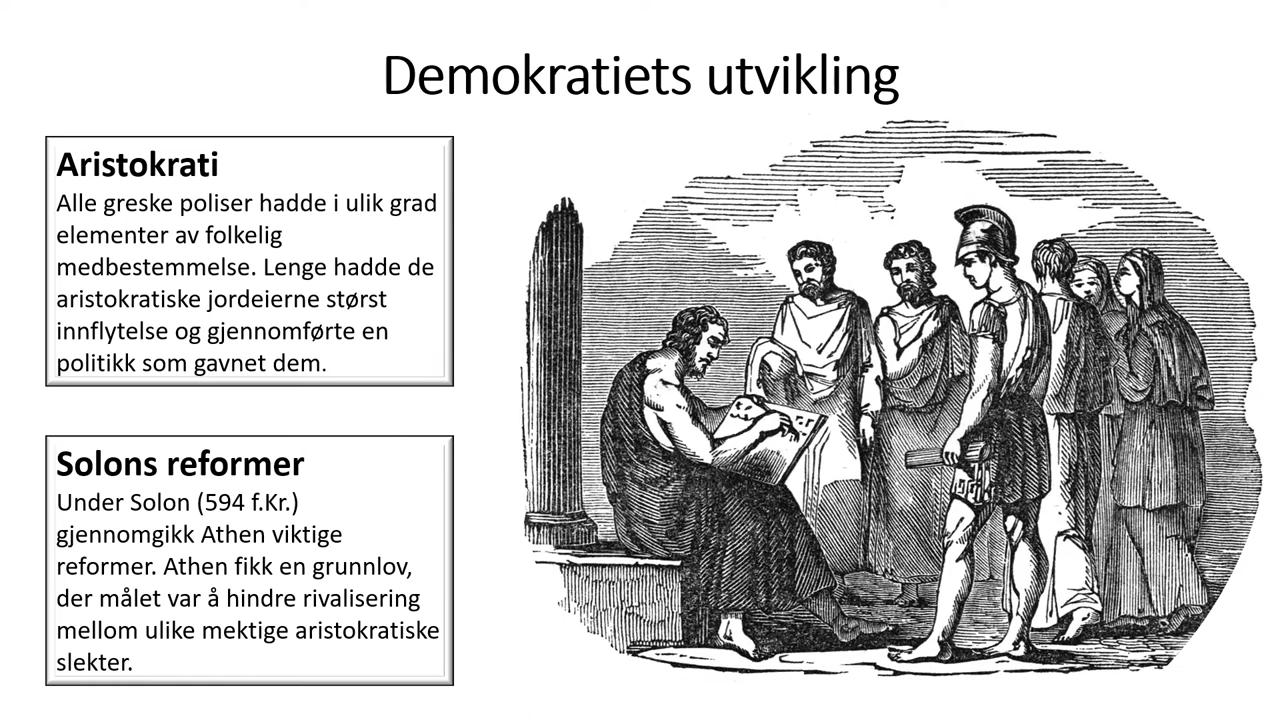 Demokratiets utvikling
Aristokrati
Alle greske poliser hadde i ulik grad
elementer av folkelig
medbestemmelse. Lenge hadde de
aristokratiske jordeierne størst
innflytelse og gjennomførte en
politikk som gavnet dem.
Solons reformer
Under Solon (594 f.Kr.)
gjennomgikk Athen viktige
reformer. Athen fikk en grunnlov,
der målet var å hindre rivalisering
mellom ulike mektige aristokratiske
slekter.